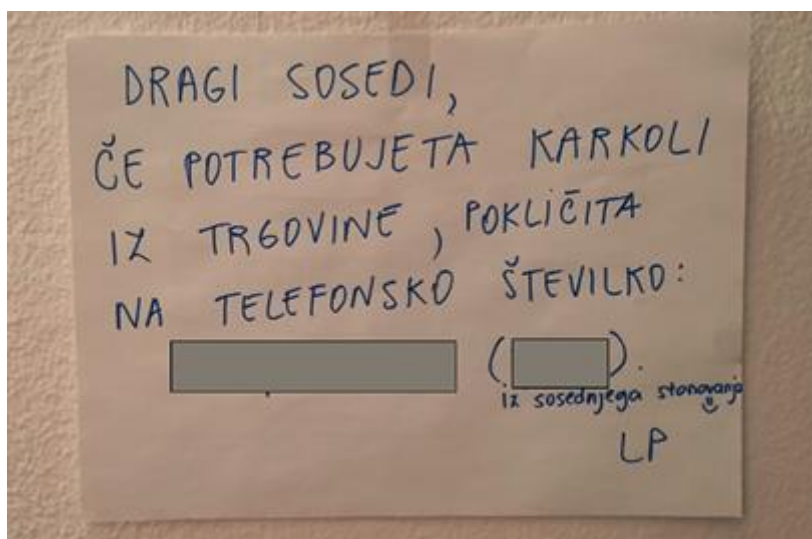 DRAGI SOSEDI,
ČE POTREBUJETA KARKOLI
IZ TRGOVINE, POKLIČITA
NA TELEFONSKO ŠTEVILKO:
( ).
iz sosednjega stanovanja
LP